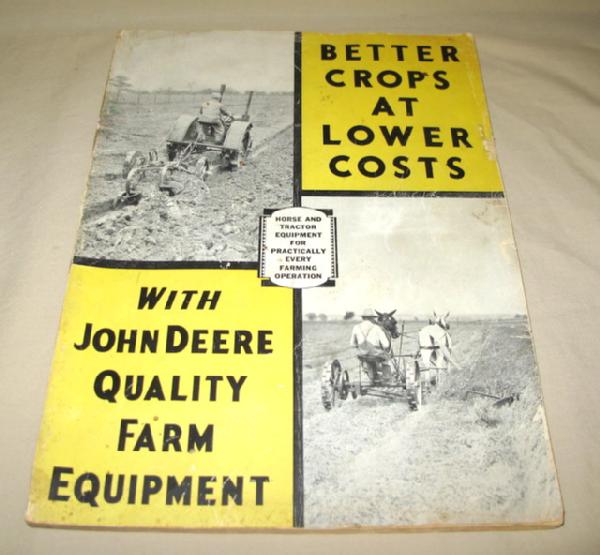 BETTER
CROPS
AT
LOWER
COSTS
HORSE AND
TRACTOR
EQUIPMENT
FOR
PRACTICALLY
EVERY
FARMING
OPERATION
WITH
JOHN DEERE
QUALITY
FARM
EQUIPMENT